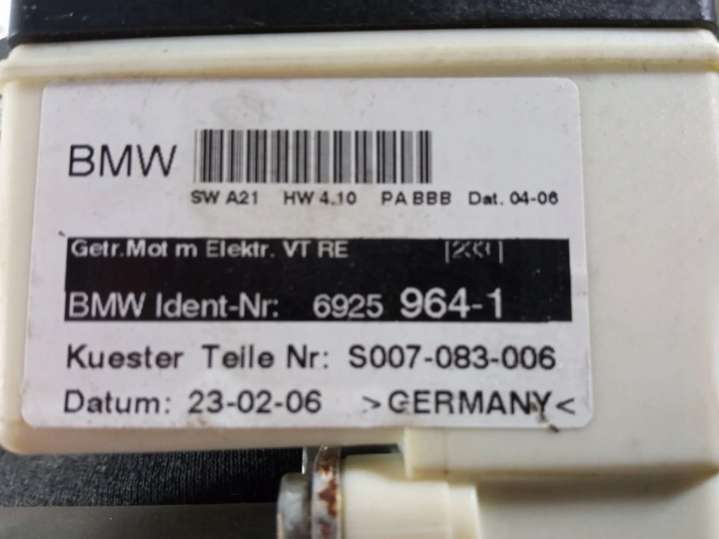 BMW
SW A21 HW 4.10 PA BBB Dat. 04-06
Getr.Mot m Elektr. VT RE
BMW Ident-Nr: 6925 964-1
Kuester Teile Nr: S007-083-006
Datum: 23-02-06 >GERMANY<